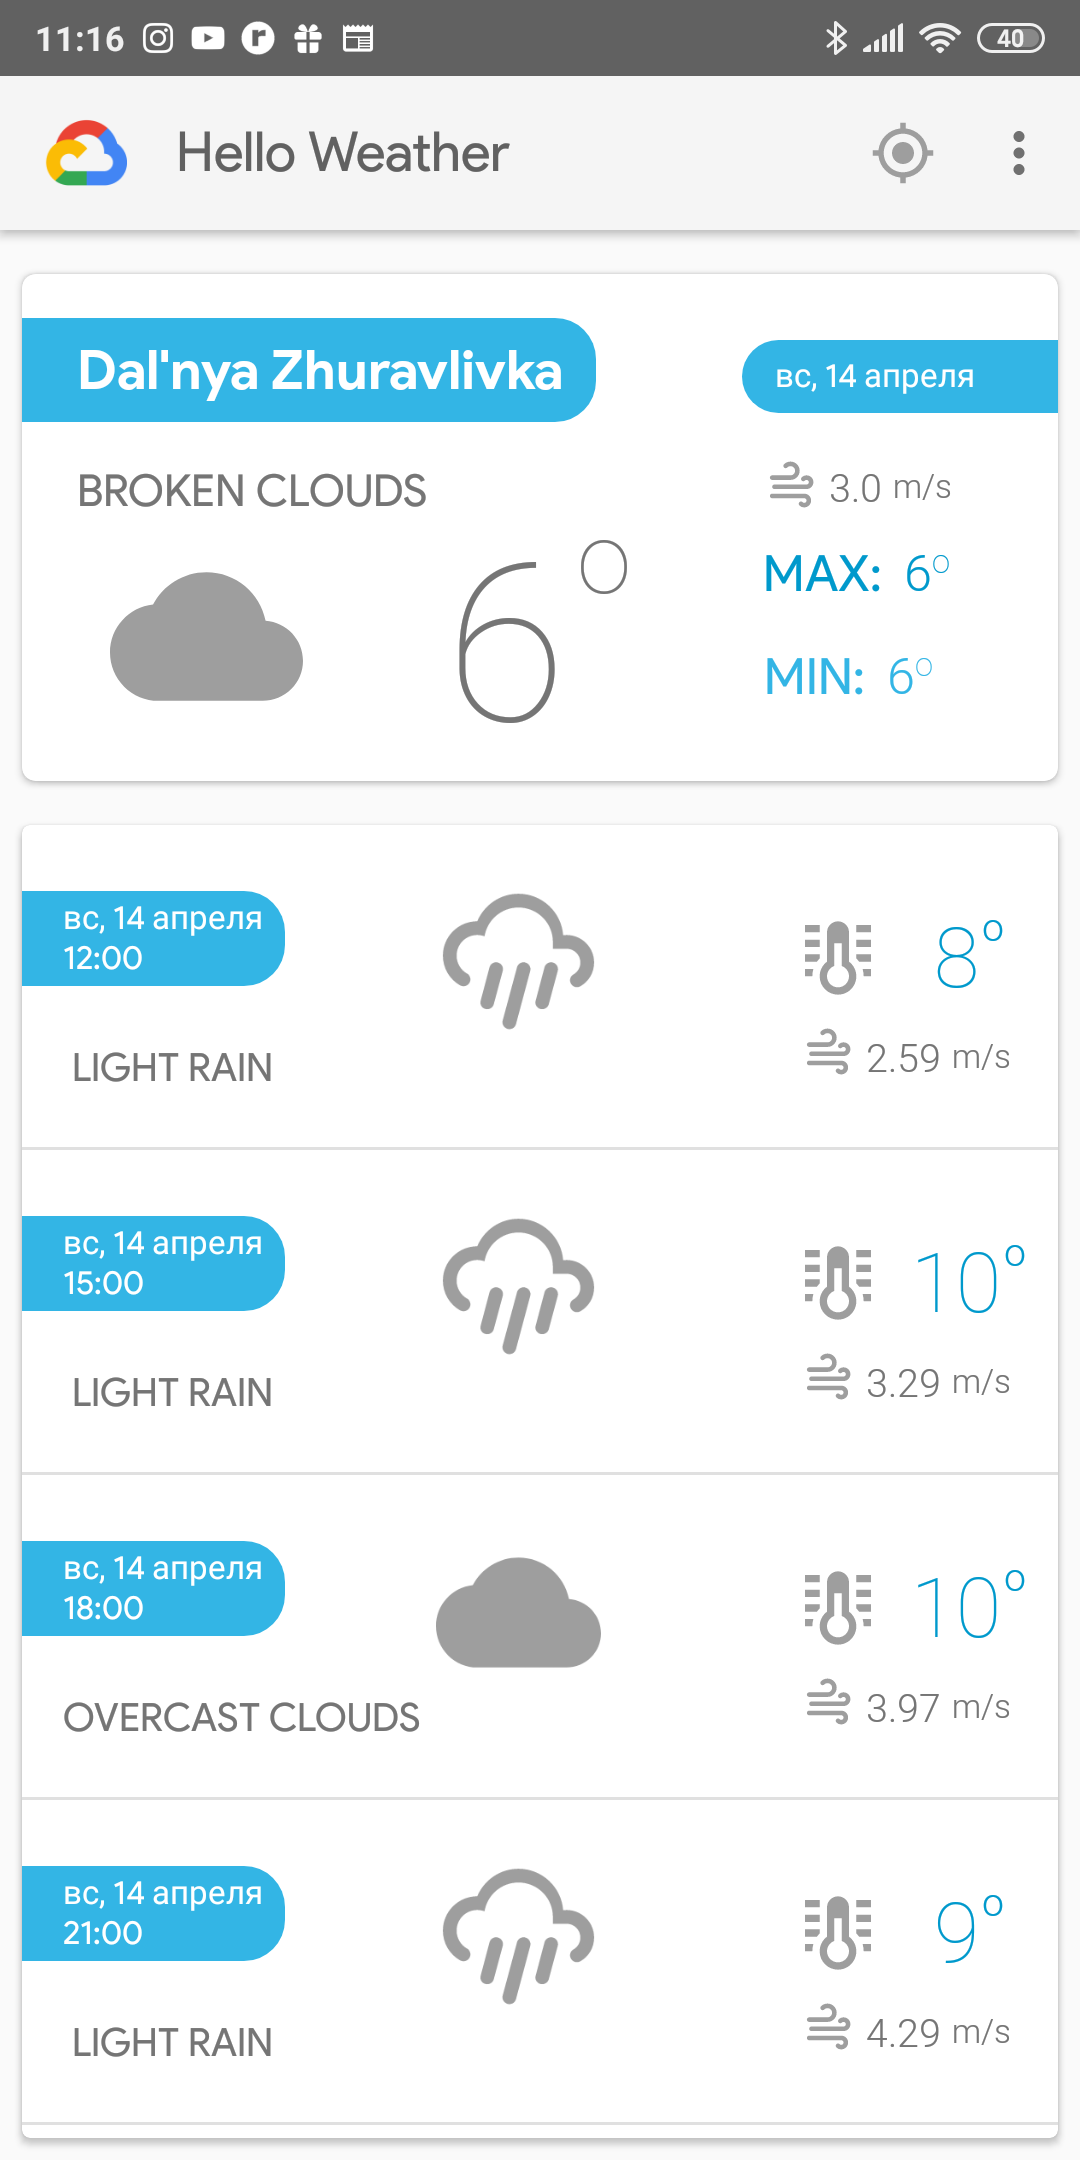 11:16
40
Hello Weather
Dal'nya Zhuravlivka
вс, 14 апреля
BROKEN CLOUDS
3.0 m/s
6°
MAX: 6°
MIN: 6°
вс, 14 апреля
12:00
8°
2.59 m/s
LIGHT RAIN
вс, 14 апреля
15:00
10°
3.29 m/s
LIGHT RAIN
вс, 14 апреля
18:00
10°
3.97 m/s
OVERCAST CLOUDS
вс, 14 апреля
21:00
9°
4.29 m/s
LIGHT RAIN